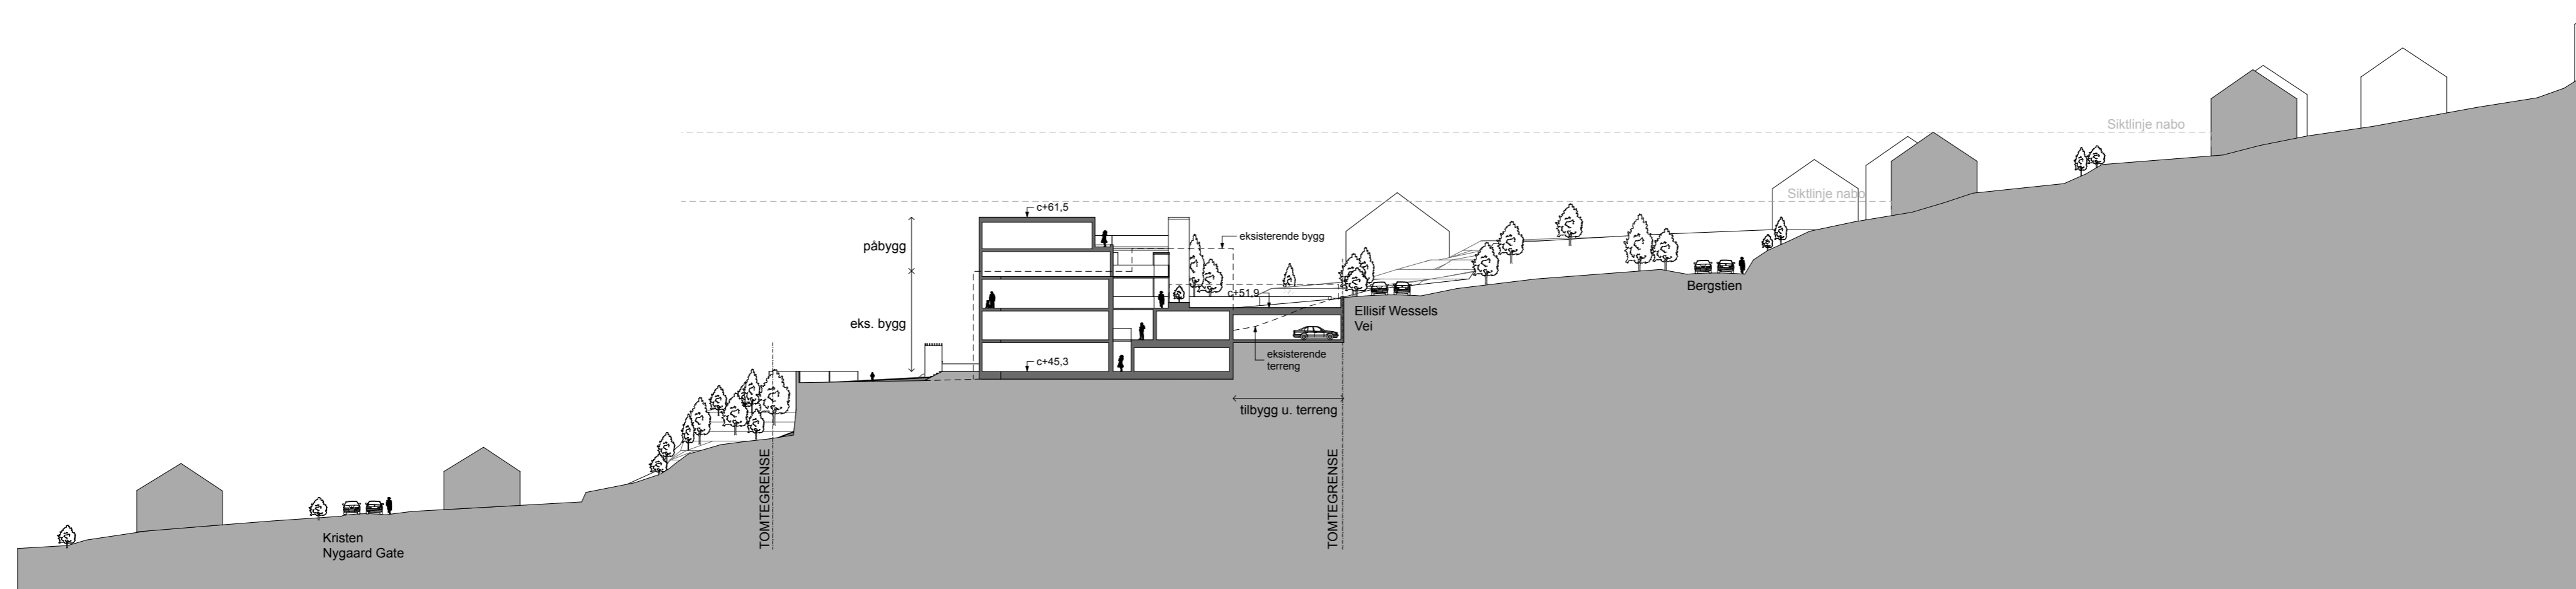 Siktlinje nabo
Siktlinje nabo
c+61,5
påbygg
eksisterende bygg
c+51,9
Bergstien
Ellisif Wessels
Vei
eks. bygg
eksisterende
terreng
c+45,3
tilbygg u. terreng
TOMTEGRENSE
TOMTEGRENSE
Kristen
Nygaard Gate